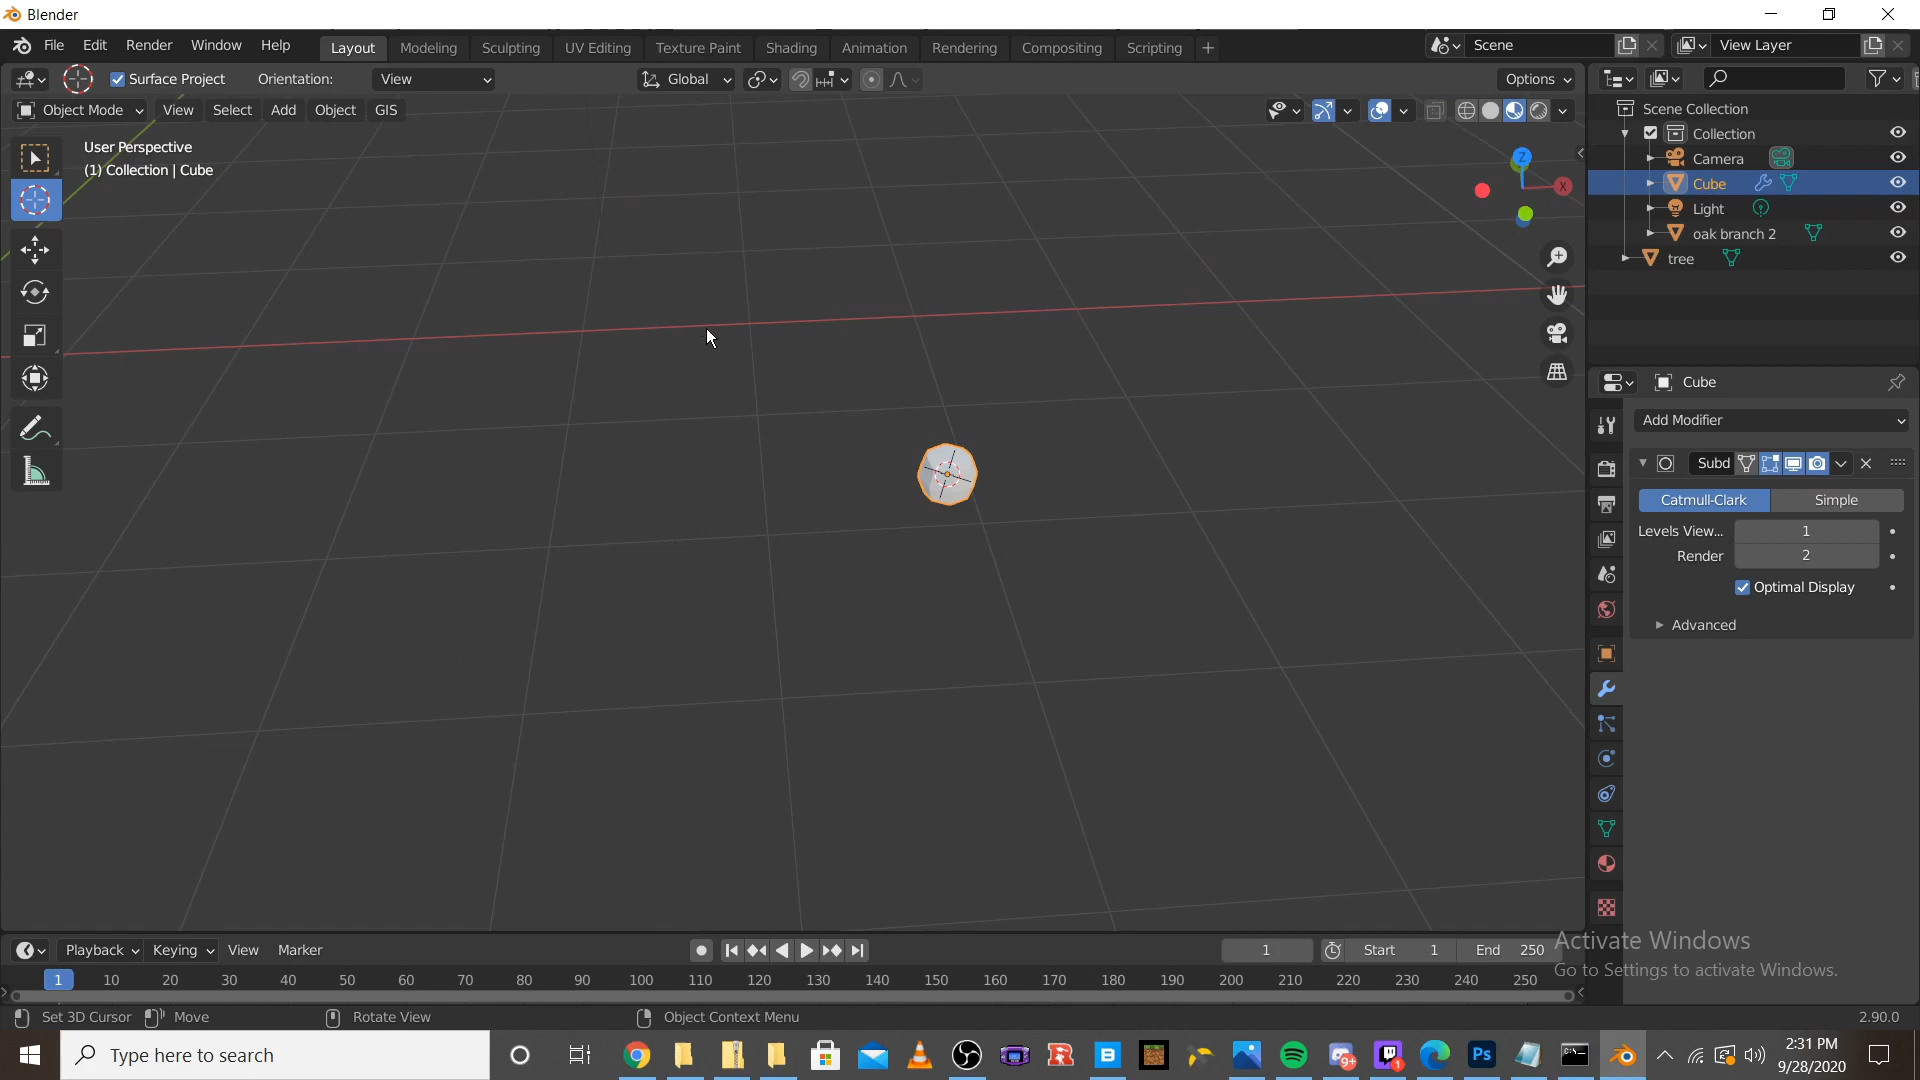 Blender
File Edit Render Window Help Layout Modeling Sculpting UV Editing Texture Paint Shading Animation Rendering Compositing Scripting + Scene View Layer
Surface Project Orientation: View Global Options
Object Mode View Select Add Object GIS
User Perspective
(1) Collection | Cube
Z
X
Scene Collection
Collection
Camera
Cube
Light
oak branch 2
tree
Cube
Add Modifier
Subd
Catmull-Clark Simple
Levels View... 1
Render 2
Optimal Display
Advanced
Playback Keying View Marker 1 Start 1 End 250
1 10 20 30 40 50 60 70 80 90 100 110 120 130 140 150 160 170 180 190 200 210 220 230 240 250
Activate Windows
Go to Settings to activate Windows.
Set 3D Cursor Move Rotate View Object Context Menu 2.90.0
Type here to search
9+
1
Ps
2:31 PM
9/28/2020